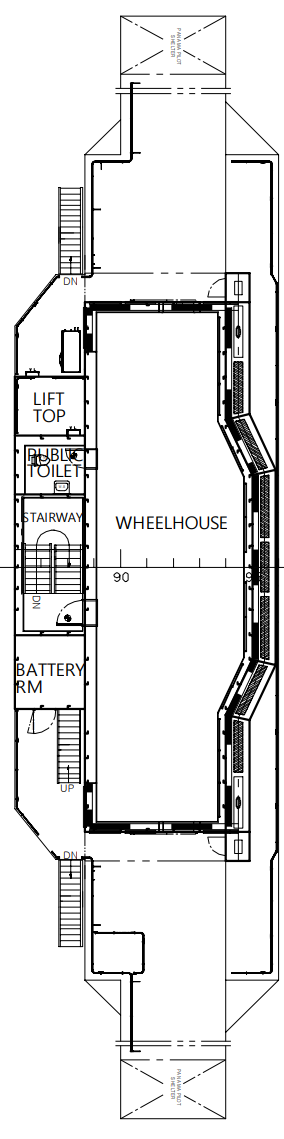 PANAMA PILOT
SHELTER
DN
LIFT
TOP
PUBLIC
TOILET
STAIRWAY
WHEELHOUSE
90
DN
BATTERY
RM
UP
DN
PANAMA PILOT
SHELTER